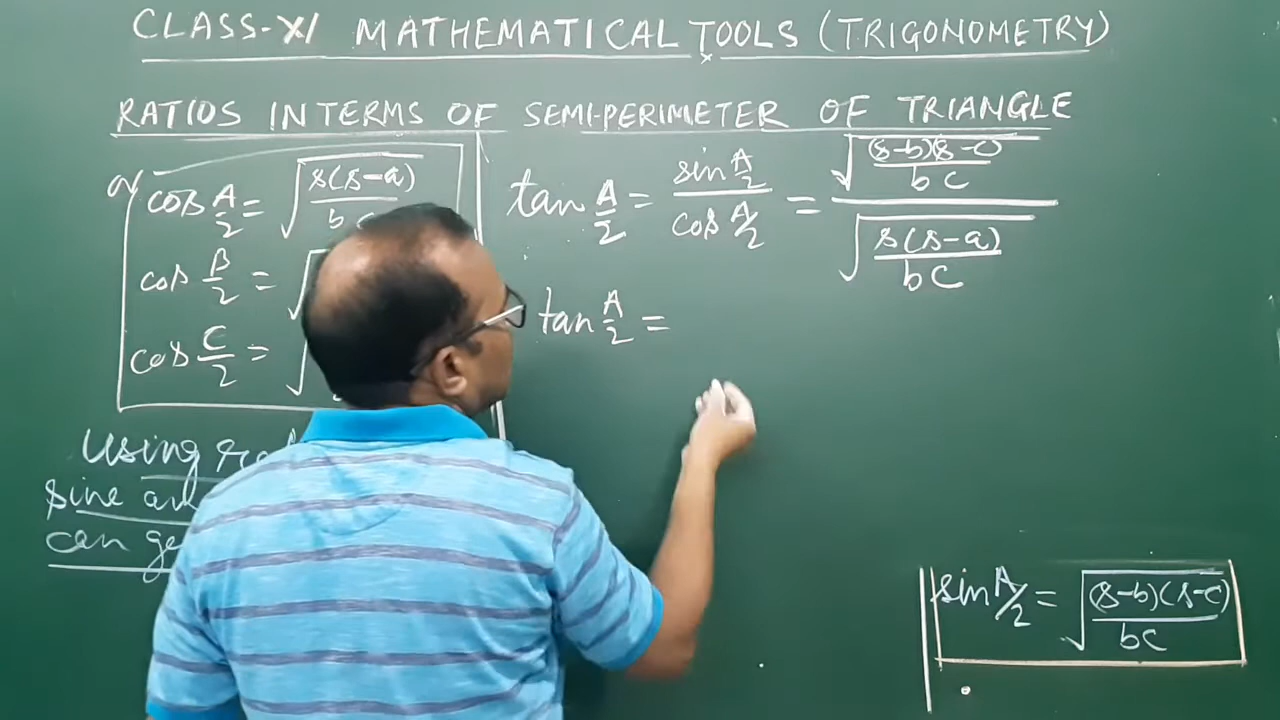 CLASS-XI MATHEMATICAL TOOLS (TRIGONOMETRY)
RATIOS IN TERMS OF SEMI-PERIMETER OF TRIANGLE
cos A/2 = √(s(s-a)/bc)
cos B/2 = √
cos C/2 = √
Using
sine
can
tan A/2 = sin A/2 / cos A/2 = √((s-b)(s-c)/bc) / √(s(s-a)/bc)
tan A/2 =
sin A/2 = √((s-b)(s-c)/bc)